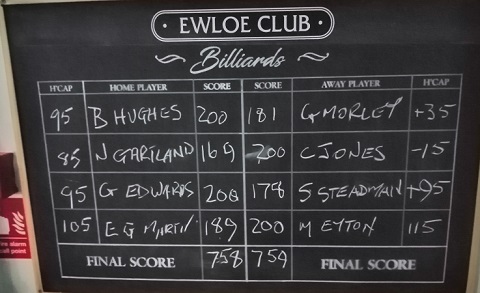 EWLOE CLUB
Billiards
H'CAP HOME PLAYER SCORE SCORE AWAY PLAYER H'CAP
95 B HUGHES 200 181 G MORLEY +35
85 N GARTLAND 169 200 C JONES -15
95 G EDWARDS 200 178 S STEADMAN +95
105 E G MARTIN 189 200 M EYTON 115
FINAL SCORE 758 759 FINAL SCORE
fire alarm
call point